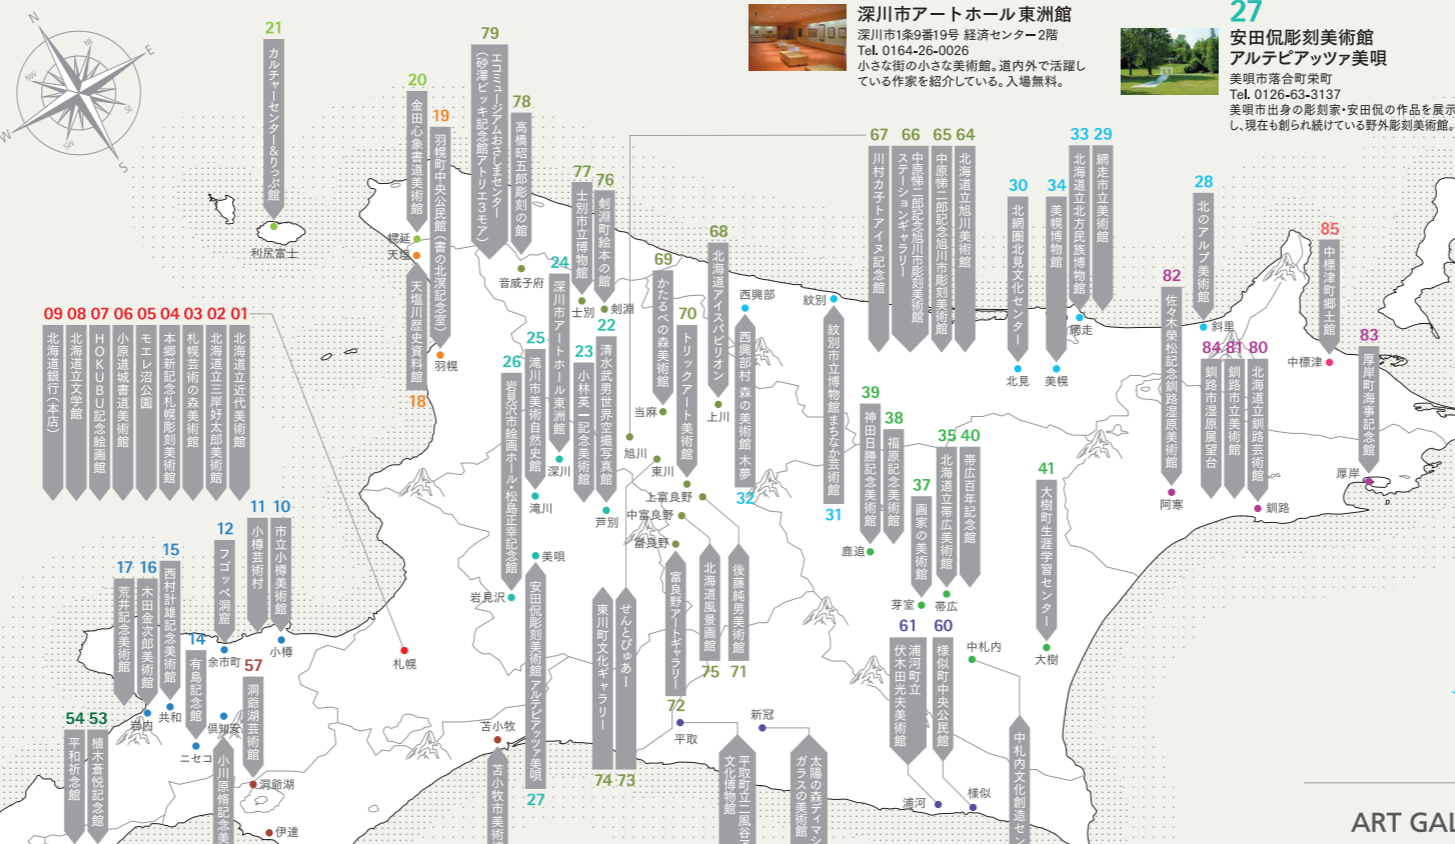 深川市アートホール 東洲館
深川市1条9番19号 経済センター2階
Tel. 0164-26-0026
小さな街の小さな美術館。道内外で活躍し
ている作家を紹介している。入場無料。
27
安田侃彫刻美術館
アルテピアッツァ美唄
美唄市落合町栄町
Tel. 0126-63-3137
美唄市出身の彫刻家・安田侃の作品を展示
し、現在も創られ続けている野外彫刻美術館。
N
NE
E
S
SW
W
NW
21
カルチャーセンター&りっぷ館
利尻富士
20
金田心象書道美術館
幌延
19
羽幌町中央公民館(書の北溟記念室)
羽幌
天塩
天塩川歴史資料館
18
79
エコミュージアムおさしまセンター
(砂澤ビッキ記念館アトリエ3モア)
78
高橋昭五郎彫刻の館
音威子府
77
士別市立博物館
士別
76
剣淵町絵本の館
剣淵
24
深川市アートホール東洲館
深川
25
滝川市美術自然史館
滝川
26
岩見沢市絵画ホール・松島正幸記念館
岩見沢
23
小林英一記念美術館
22
清水武男世界空撮写真館
芦別
美唄
安田侃彫刻美術館 アルテピアッツァ美唄
27
69
かたるべの森美術館
当麻
68
北海道アイスパビリオン
上川
70
トリックアート美術館
上富良野
旭川
東川
中富良野
富良野
西興部
西興部村 森の美術館 木夢
32
紋別
紋別市立博物館まちなか芸術館
31
67
川村カ子トアイヌ記念館
66
中原悌二郎記念旭川市彫刻美術館
ステーションギャラリー
65
中原悌二郎記念旭川市彫刻美術館
64
北海道立旭川美術館
30
北網圏北見文化センター
北見
34
美幌博物館
美幌
33
北海道立北方民族博物館
29
網走市立美術館
網走
28
北のアルプ美術館
斜里
82
佐々木榮松記念釧路湿原美術館
阿寒
84
釧路市湿原展望台
81
釧路市立美術館
80
北海道立釧路芸術館
釧路
85
中標津町郷土館
中標津
83
厚岸町海事記念館
厚岸
09
北海道銀行(本店)
08
北海道立文学館
07
HOKUBU記念絵画館
06
小原道城書道美術館
05
モエレ沼公園
04
本郷新記念札幌彫刻美術館
03
札幌芸術の森美術館
02
北海道立三岸好太郎美術館
01
北海道立近代美術館
札幌
11
小樽芸術村
10
市立小樽美術館
小樽
12
フゴッペ洞窟
余市町
17
荒井記念美術館
16
木田金次郎美術館
岩内
15
西村計雄記念美術館
共和
14
有島記念館
ニセコ
倶知安
小川原脩記念美
57
洞爺湖芸術館
洞爺湖
伊達
54
平和祈念館
53
植木蒼悦記念館
苫小牧
苫小牧市美術博
東川町文化ギャラリー
74
せんとぴゅあⅠ
73
富良野アートギャラリー
72
北海道風景画館
75
後藤純男美術館
71
平取
平取町立二風谷ア
文化博物館
新冠
太陽の森ディマシ
ガラスの美術館
39
神田日勝記念美術館
鹿追
38
福原記念美術館
37
画家の美術館
芽室
35
北海道立帯広美術館
40
帯広百年記念館
帯広
41
大樹町生涯学習センター
大樹
61
浦河町立
伏木田光夫美術館
浦河
60
様似町中央公民館
様似
中札内
中札内文化創造セン
ART GAL